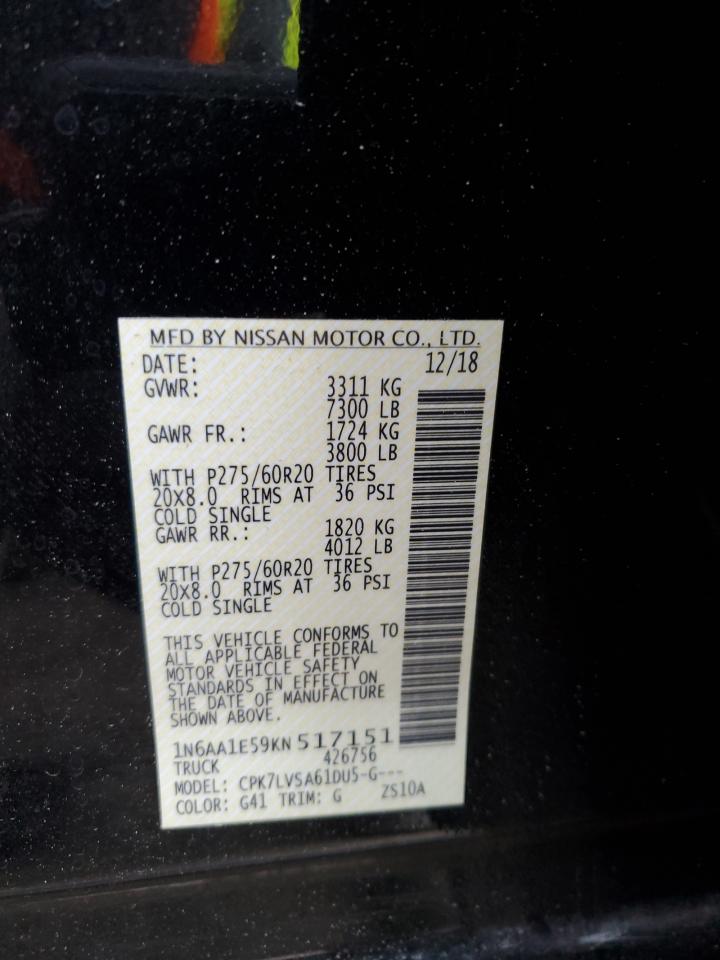 MFD BY NISSAN MOTOR CO., LTD.
DATE: 12/18
GVWR: 3311 KG
7300 LB
GAWR FR.: 1724 KG
3800 LB
WITH P275/60R20 TIRES
20X8.0 RIMS AT 36 PSI
COLD SINGLE
GAWR RR.: 1820 KG
4012 LB
WITH P275/60R20 TIRES
20X8.0 RIMS AT 36 PSI
COLD SINGLE
THIS VEHICLE CONFORMS TO
ALL APPLICABLE FEDERAL
MOTOR VEHICLE SAFETY
STANDARDS IN EFFECT ON
THE DATE OF MANUFACTURE
SHOWN ABOVE.
1N6AA1E59KN517151
TRUCK 426756
MODEL: CPK7LVSA61DU5-G---
COLOR: G41 TRIM: G ZS10A